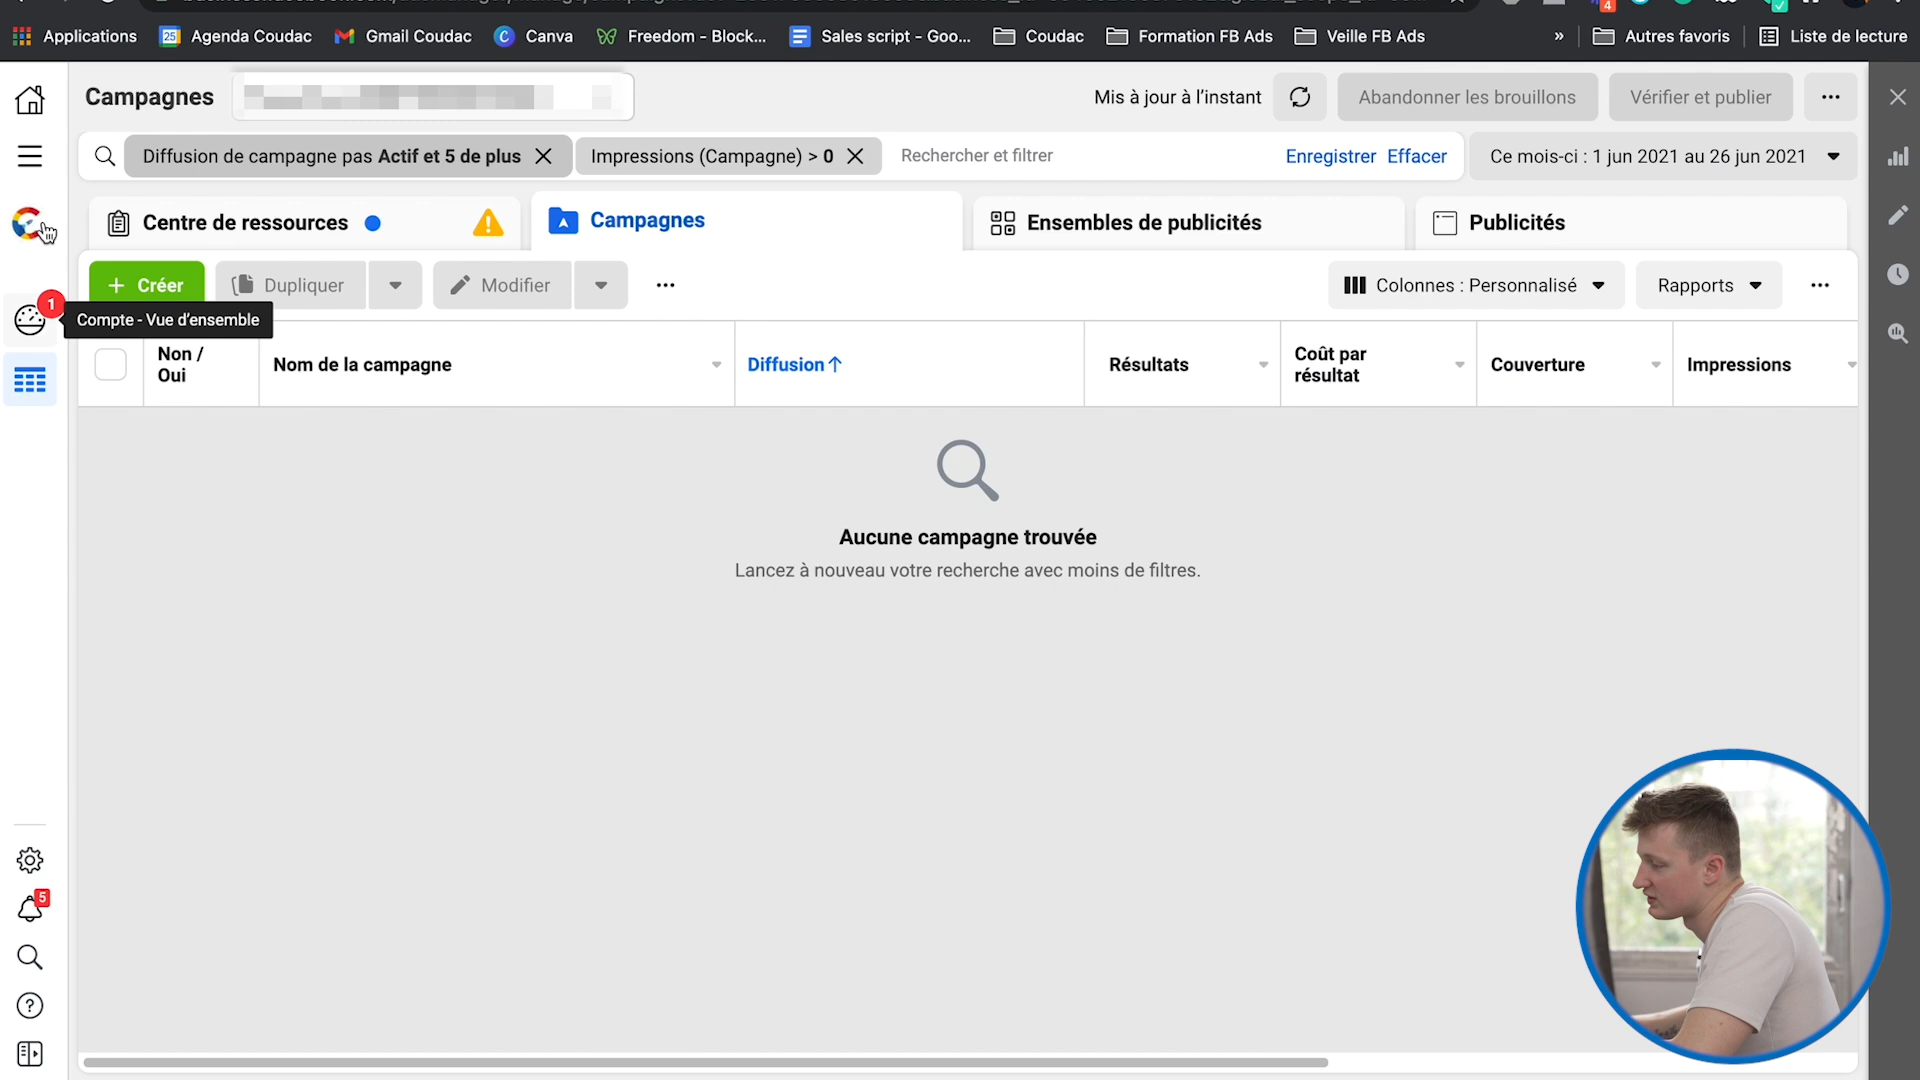 Applications
25
Agenda Coudac
Gmail Coudac
C
Canva
Freedom - Block...
Sales script - Goo...
Coudac
Formation FB Ads
Veille FB Ads
»
Autres favoris
Liste de lecture
4
Campagnes
Mis à jour à l'instant
Abandonner les brouillons
Vérifier et publier
Diffusion de campagne pas Actif et 5 de plus
Impressions (Campagne) > 0
Rechercher et filtrer
Enregistrer
Effacer
Ce mois-ci : 1 jun 2021 au 26 jun 2021
Centre de ressources
Campagnes
Ensembles de publicités
Publicités
+ Créer
Dupliquer
Modifier
Colonnes : Personnalisé
Rapports
1
Compte - Vue d'ensemble
Non / Oui
Nom de la campagne
Diffusion↑
Résultats
Coût par résultat
Couverture
Impressions
Aucune campagne trouvée
Lancez à nouveau votre recherche avec moins de filtres.
5